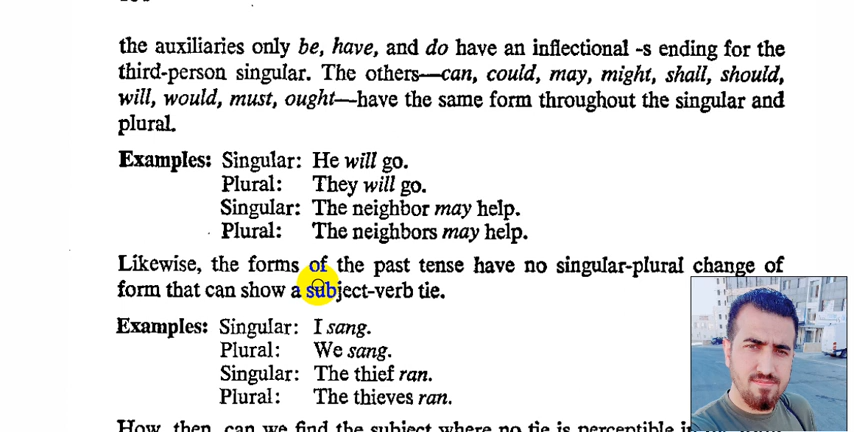 the auxiliaries only be, have, and do have an inflectional -s ending for the
third-person singular. The others—can, could, may, might, shall, should,
will, would, must, ought—have the same form throughout the singular and
plural.
Examples: Singular: He will go.
Plural: They will go.
Singular: The neighbor may help.
Plural: The neighbors may help.
Likewise, the forms of the past tense have no singular-plural change of
form that can show a subject-verb tie.
Examples: Singular: I sang.
Plural: We sang.
Singular: The thief ran.
Plural: The thieves ran.
How, then, can we find the subject where no tie is perceptible